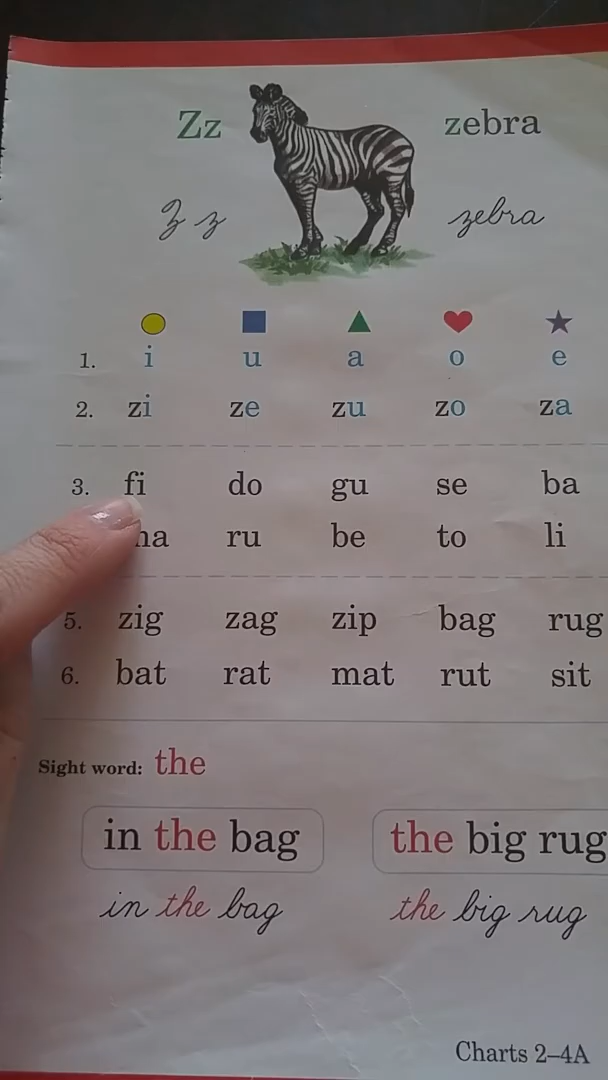 Zz zebra
Z z zebra
1. i u a o e
2. zi ze zu zo za
3. fi do gu se ba
ru be to li
5. zig zag zip bag rug
6. bat rat mat rut sit
Sight word: the
in the bag the big rug
in the bag the big rug
Charts 2–4A